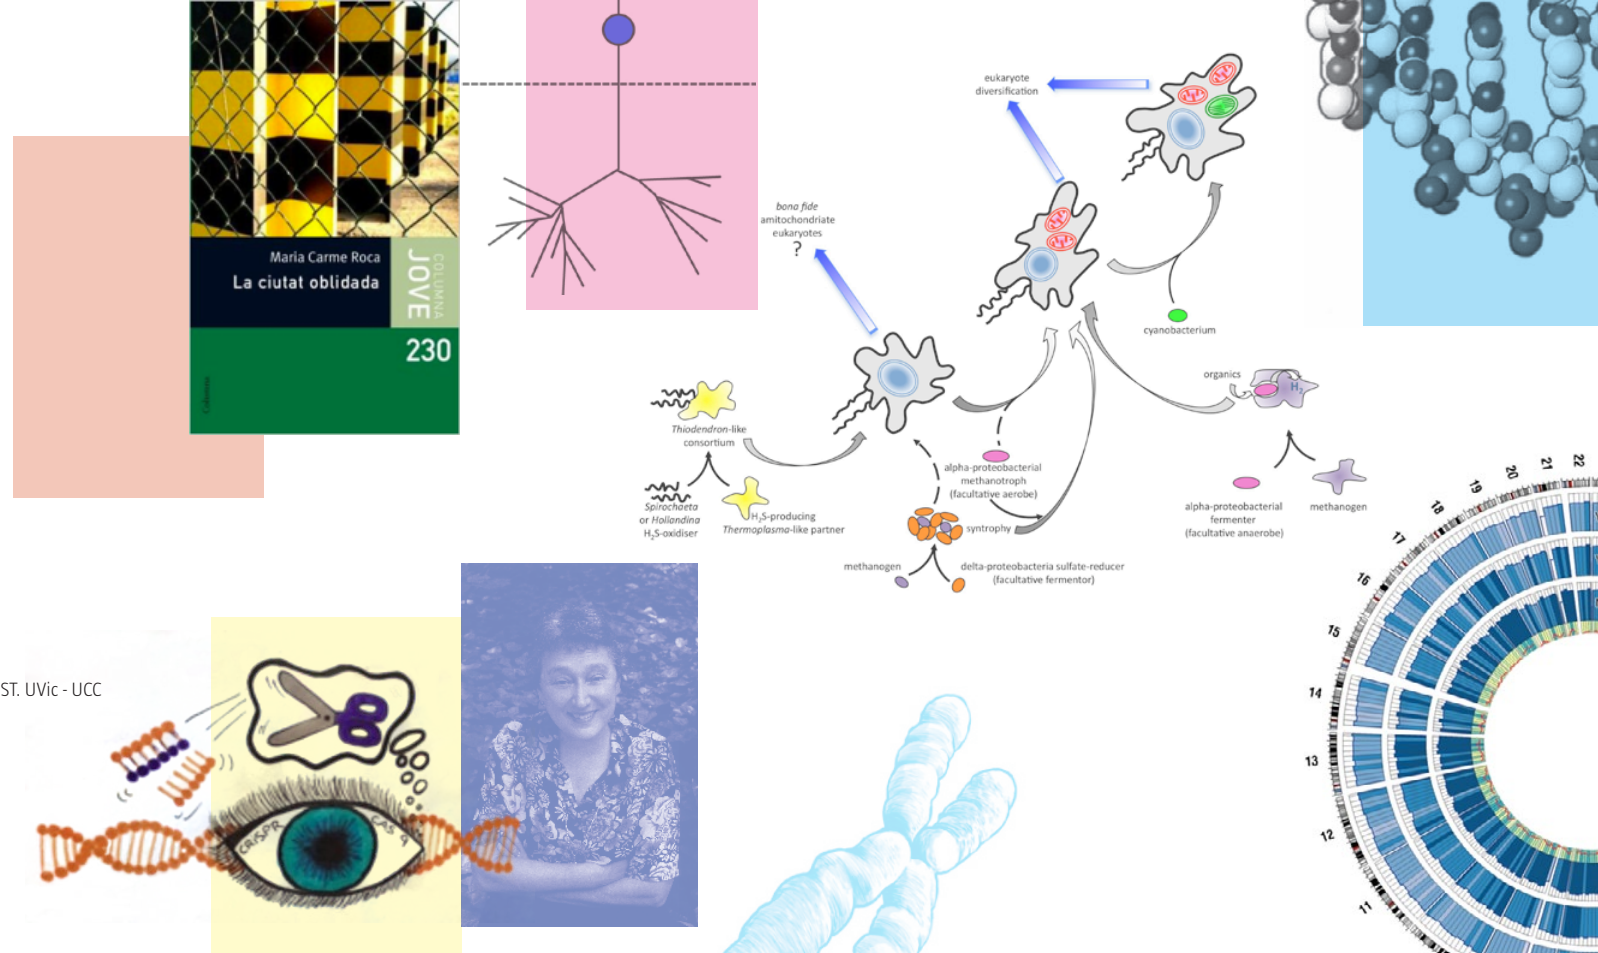 Maria Carme Roca
La ciutat oblidada
COLUMNA
JOVE
230
Columna
eukaryote
diversification
bona fide
amitochondriate
eukaryotes
?
cyanobacterium
organics
H2
Thiodendron-like
consortium
alpha-proteobacterial
methanotroph
(facultative aerobe)
Spirochaeta
or Hollandina
H2S-oxidiser
H2S-producing
Thermoplasma-like partner
syntrophy
alpha-proteobacterial
fermenter
(facultative anaerobe)
methanogen
methanogen
delta-proteobacteria sulfate-reducer
(facultative fermentor)
22
21
20
19
18
17
16
15
14
13
12
11
ST. UVic - UCC
CRISPR
CAS 9